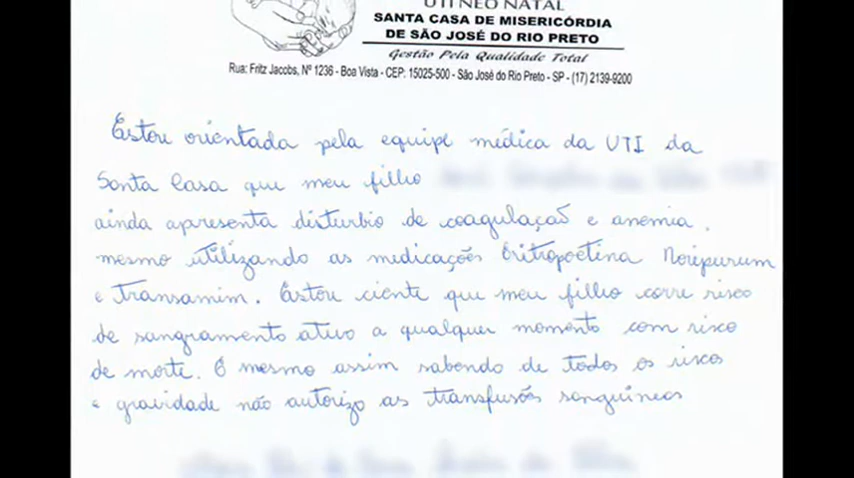 UTI NEO NATAL
SANTA CASA DE MISERICÓRDIA
DE SÃO JOSÉ DO RIO PRETO
Gestão Pela Qualidade Total
Rua: Fritz Jacobs, Nº 1236 - Boa Vista - CEP: 15025-500 - São José do Rio Preto - SP - (17) 2139-9200
Estou orientada pela equipe médica da UTI da
Santa Casa que meu filho
ainda apresenta disturbio de coagulação e anemia,
mesmo utilizando as medicações Eritropoetina Noripurum
e Transamim. Estou ciente que meu filho corre risco
de sangramento ativo a qualquer momento com risco
de morte. E mesmo assim sabendo de todos os riscos
e gravidade não autorizo as transfusões sanguineas